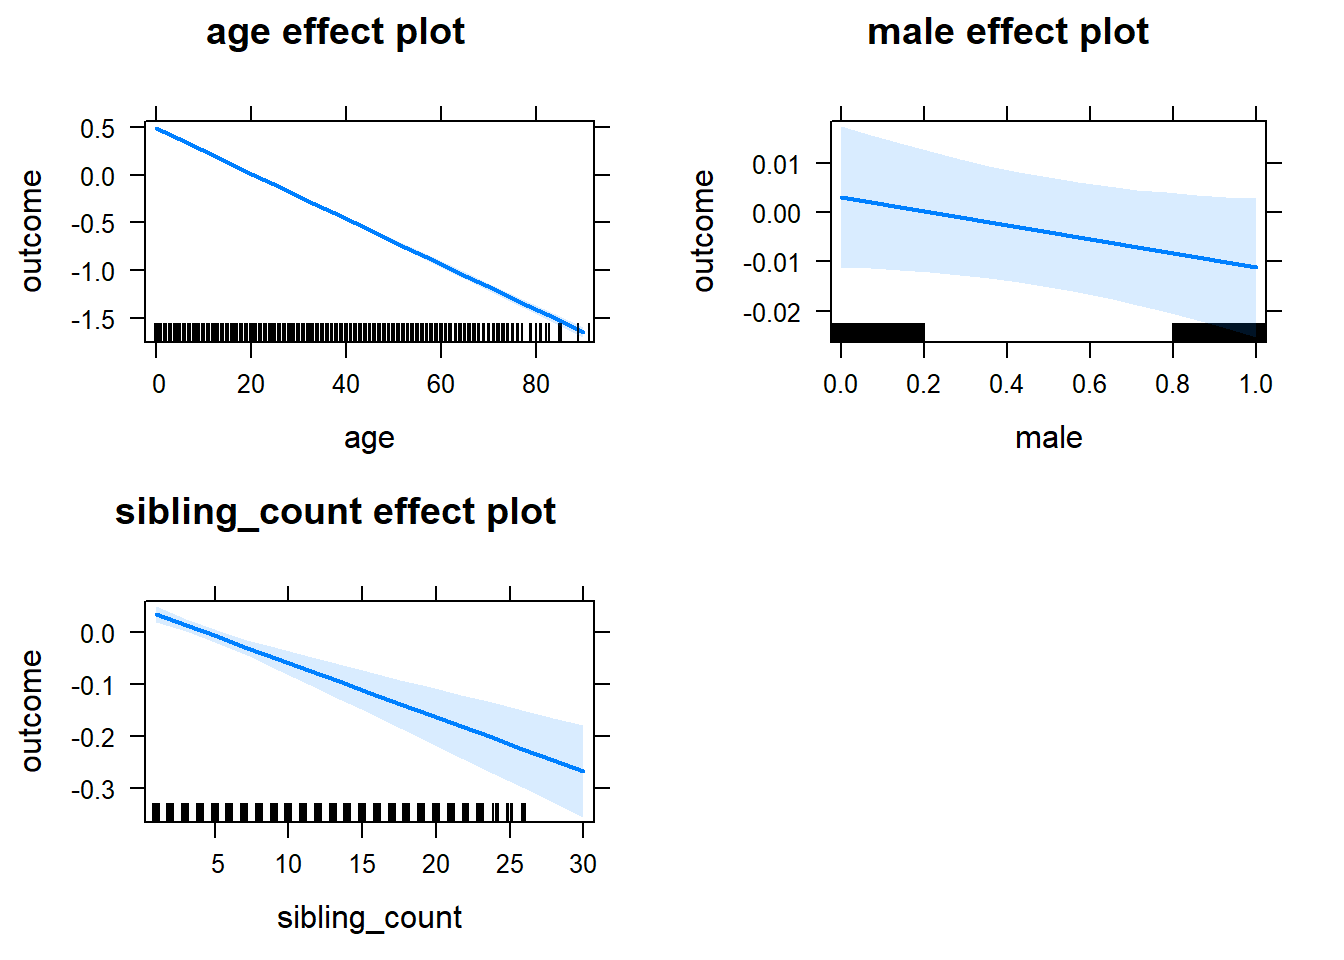 age effect plot
outcome
0.5
0.0
-0.5
-1.0
-1.5
0 20 40 60 80
age
male effect plot
outcome
0.01
0.00
-0.01
-0.02
0.0 0.2 0.4 0.6 0.8 1.0
male
sibling_count effect plot
outcome
0.0
-0.1
-0.2
-0.3
5 10 15 20 25 30
sibling_count